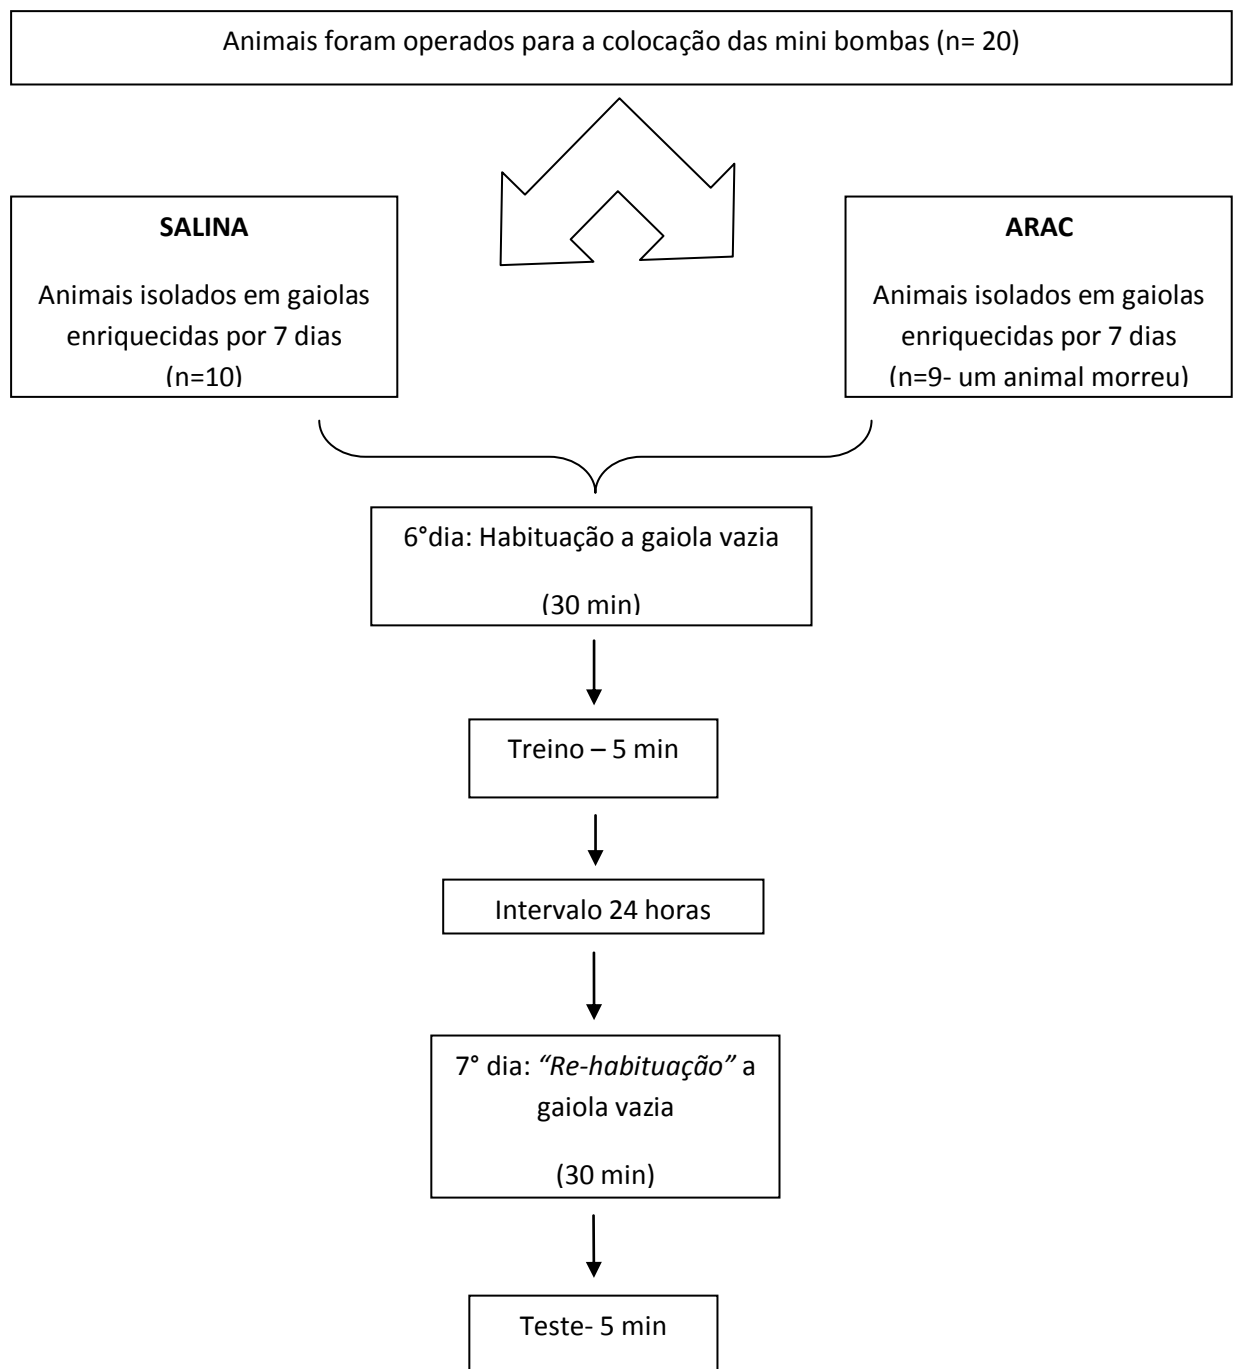 Animais foram operados para a colocação das mini bombas (n= 20)
SALINA
Animais isolados em gaiolas
enriquecidas por 7 dias
(n=10)
ARAC
Animais isolados em gaiolas
enriquecidas por 7 dias
(n=9- um animal morreu)
6°dia: Habituação a gaiola vazia
(30 min)
Treino – 5 min
Intervalo 24 horas
7° dia: “Re-habituação” a
gaiola vazia
(30 min)
Teste- 5 min